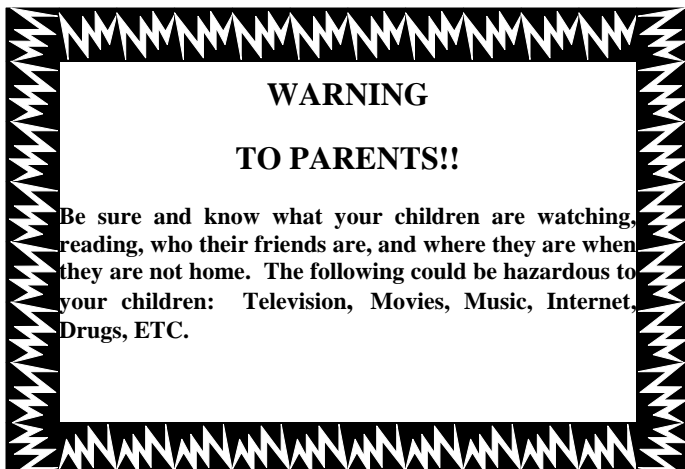 WARNING
TO PARENTS!!
Be sure and know what your children are watching,
reading, who their friends are, and where they are when
they are not home. The following could be hazardous to
your children: Television, Movies, Music, Internet,
Drugs, ETC.